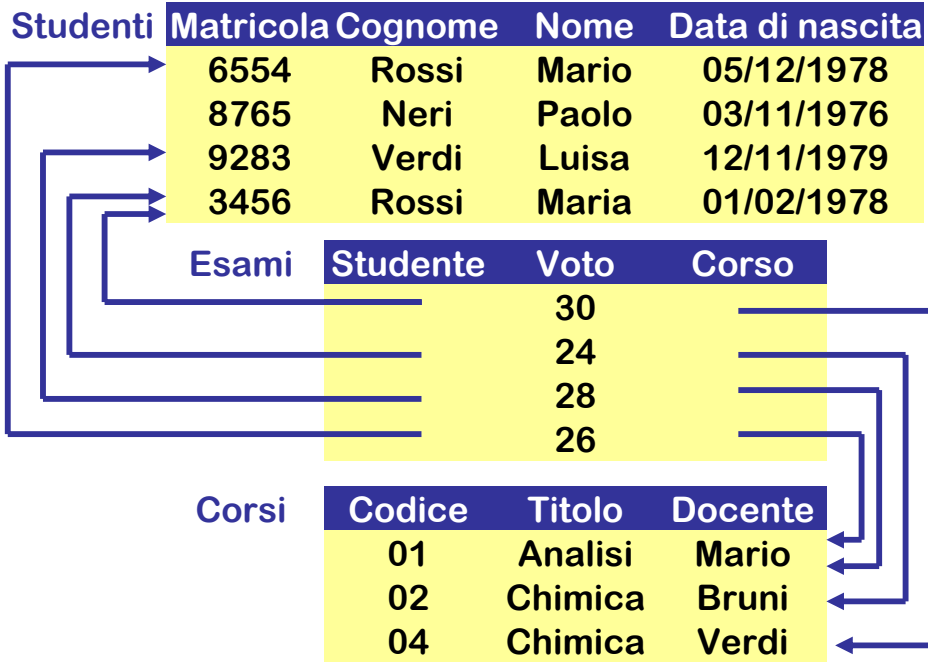 Studenti Matricola Cognome Nome Data di nascita
6554 Rossi Mario 05/12/1978
8765 Neri Paolo 03/11/1976
9283 Verdi Luisa 12/11/1979
3456 Rossi Maria 01/02/1978
Esami Studente Voto Corso
30
24
28
26
Corsi Codice Titolo Docente
01 Analisi Mario
02 Chimica Bruni
04 Chimica Verdi